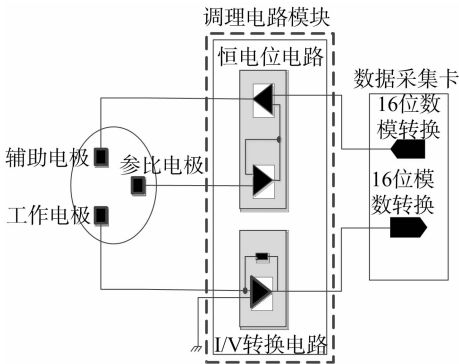 调理电路模块
恒电位电路
数据采集卡
16位数
模转换
辅助电极
参比电极
16位模
数转换
工作电极
I/V转换电路